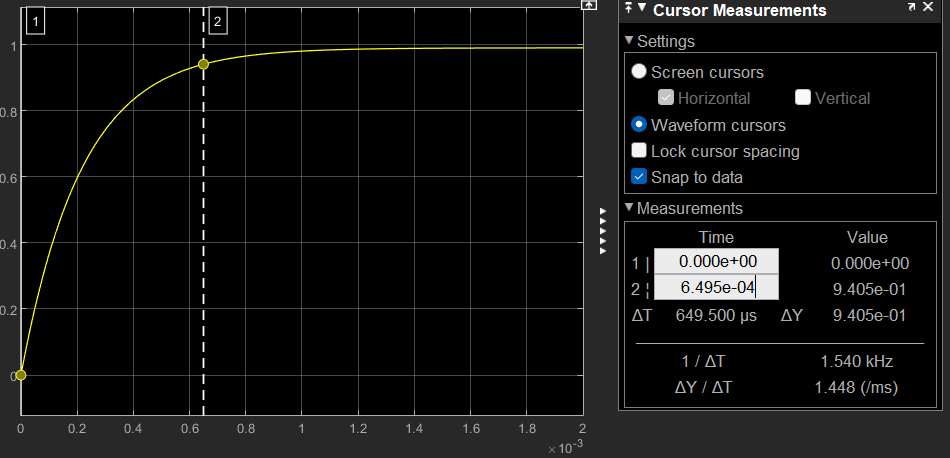 1
2
1
0.8
0.6
0.4
0.2
0
0 0.2 0.4 0.6 0.8 1 1.2 1.4 1.6 1.8 2
×10⁻³
Cursor Measurements
Settings
Screen cursors
Horizontal Vertical
Waveform cursors
Lock cursor spacing
Snap to data
Measurements
Time Value
1 | 0.000e+00 0.000e+00
2 ¦ 6.495e-04 9.405e-01
ΔT 649.500 µs ΔY 9.405e-01
1 / ΔT 1.540 kHz
ΔY / ΔT 1.448 (/ms)